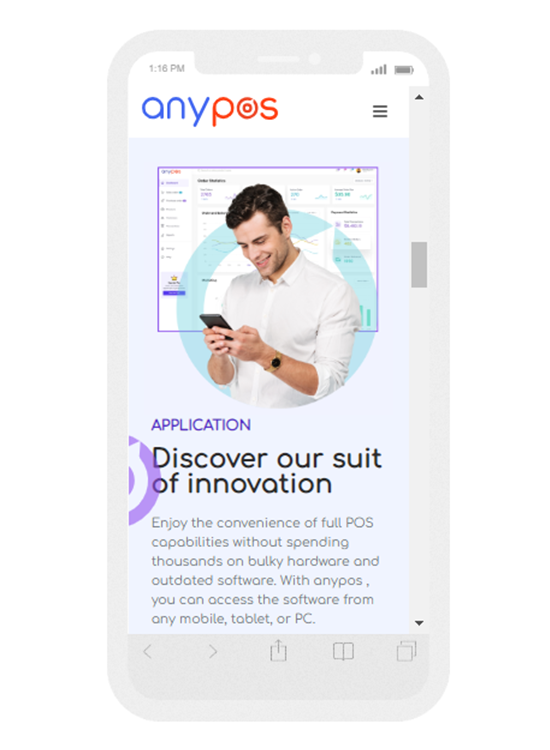 1:16 PM
anypos
anypos
Order Statistics
APPLICATION
Discover our suit
of innovation
Enjoy the convenience of full POS
capabilities without spending
thousands on bulky hardware and
outdated software. With anypos ,
you can access the software from
any mobile, tablet, or PC.